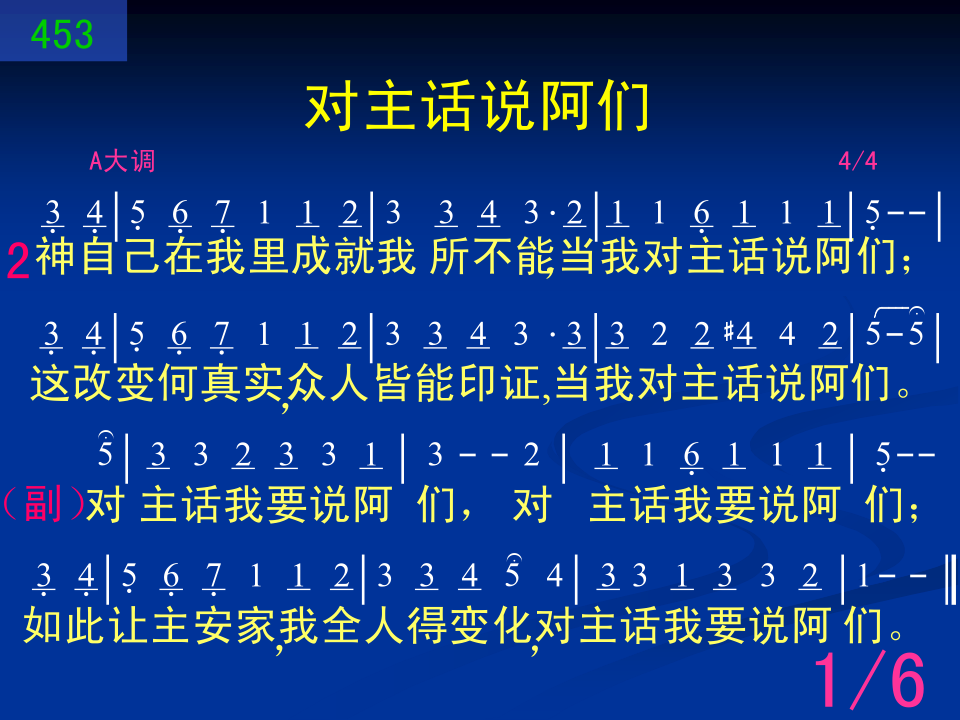 453
对主话说阿们
A大调 4/4
3 4|5 6 7 1 1 2|3 3 4 3·2|1 1 6 1 1 1|5--|
2神自己在我里成就我 所不能,当我对主话说阿们；
3 4|5 6 7 1 1 2|3 3 4 3·3|3 2 2 #4 4 2|5-5|
这改变何真实,众人皆能印证,当我对主话说阿们。
5|3 3 2 3 3 1|3--2|1 1 6 1 1 1|5--
（副）对 主话我要说阿 们， 对 主话我要说阿 们；
3 4|5 6 7 1 1 2|3 3 4 5 4|3 3 1 3 3 2|1--‖
如此让主安家,我全人得变化,对主话我要说阿 们。
1/6